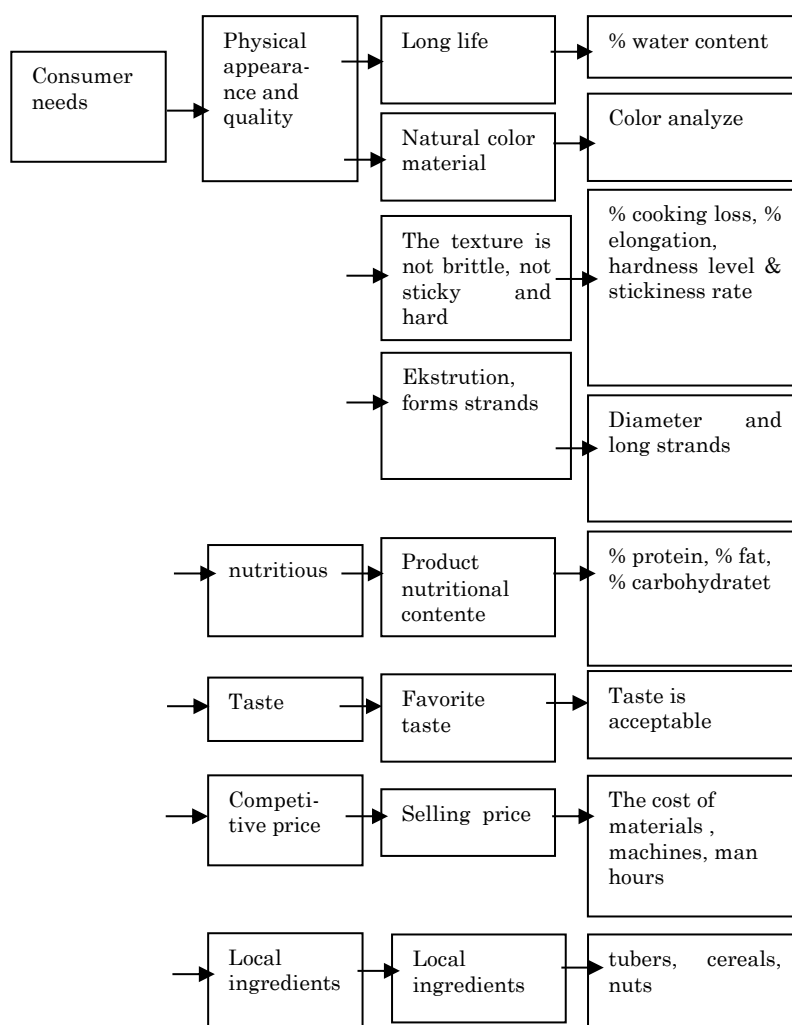 Consumer
needs
Physical
appeara-
nce and
quality
Long life
% water content
Natural color
material
Color analyze
The texture is
not brittle, not
sticky and
hard
% cooking loss, %
elongation,
hardness level &
stickiness rate
Ekstrution,
forms strands
Diameter and
long strands
nutritious
Product
nutritional
contente
% protein, % fat,
% carbohydratet
Taste
Favorite
taste
Taste is
acceptable
Competi-
tive price
Selling price
The cost of
materials ,
machines, man
hours
Local
ingredients
Local
ingredients
tubers, cereals,
nuts